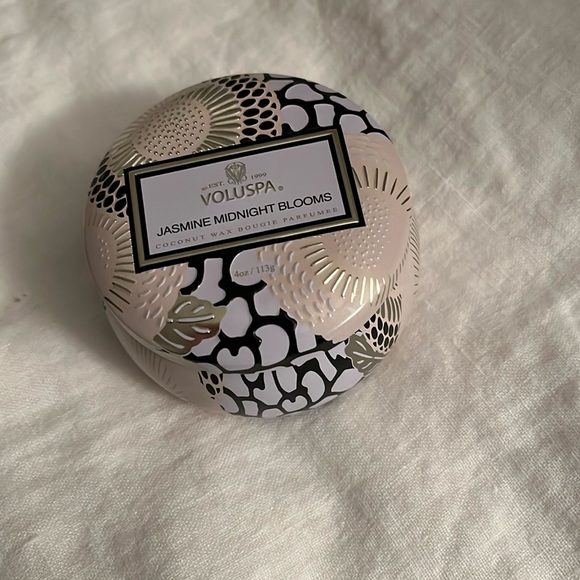 EST. 1999
VOLUSPA®
JASMINE MIDNIGHT BLOOMS
COCONUT WAX BOUGIE PARFUMEE
4oz / 113g